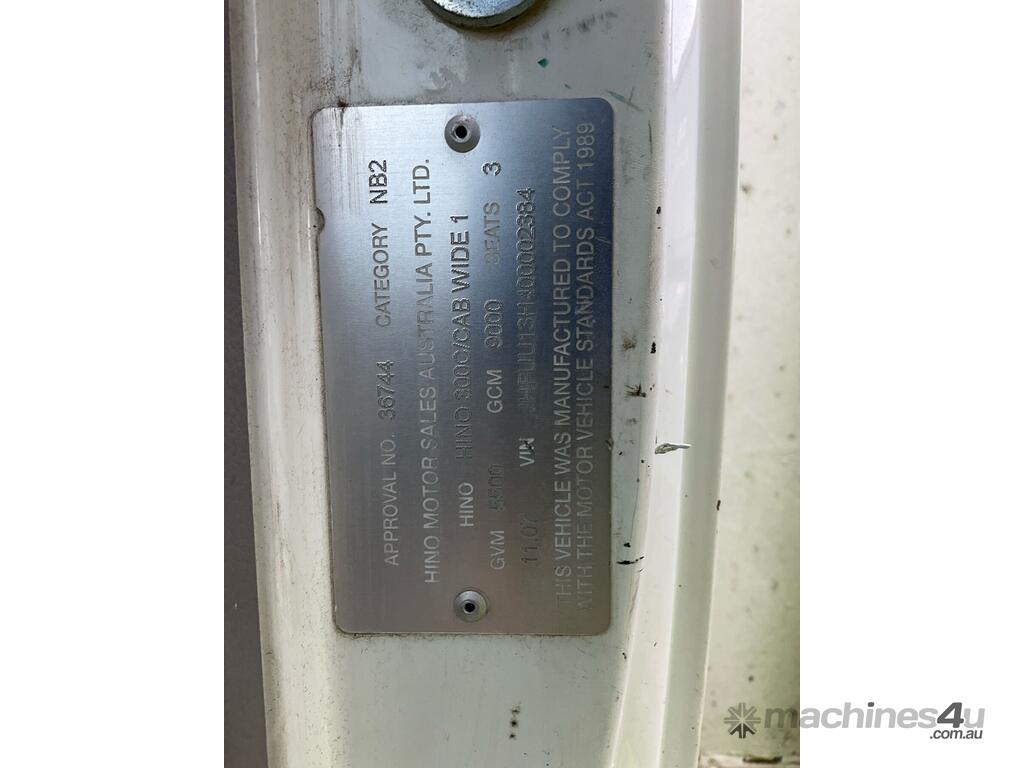 APPROVAL NO. 36744 CATEGORY NB2
HINO MOTOR SALES AUSTRALIA PTY. LTD.
HINO HINO 300C/CAB WIDE 1
GVM 5500 GCM 9000 SEATS 3
11.07 VIN JHFUU13H400002384
THIS VEHICLE WAS MANUFACTURED TO COMPLY
WITH THE MOTOR VEHICLE STANDARDS ACT 1989
machines4u
.com.au